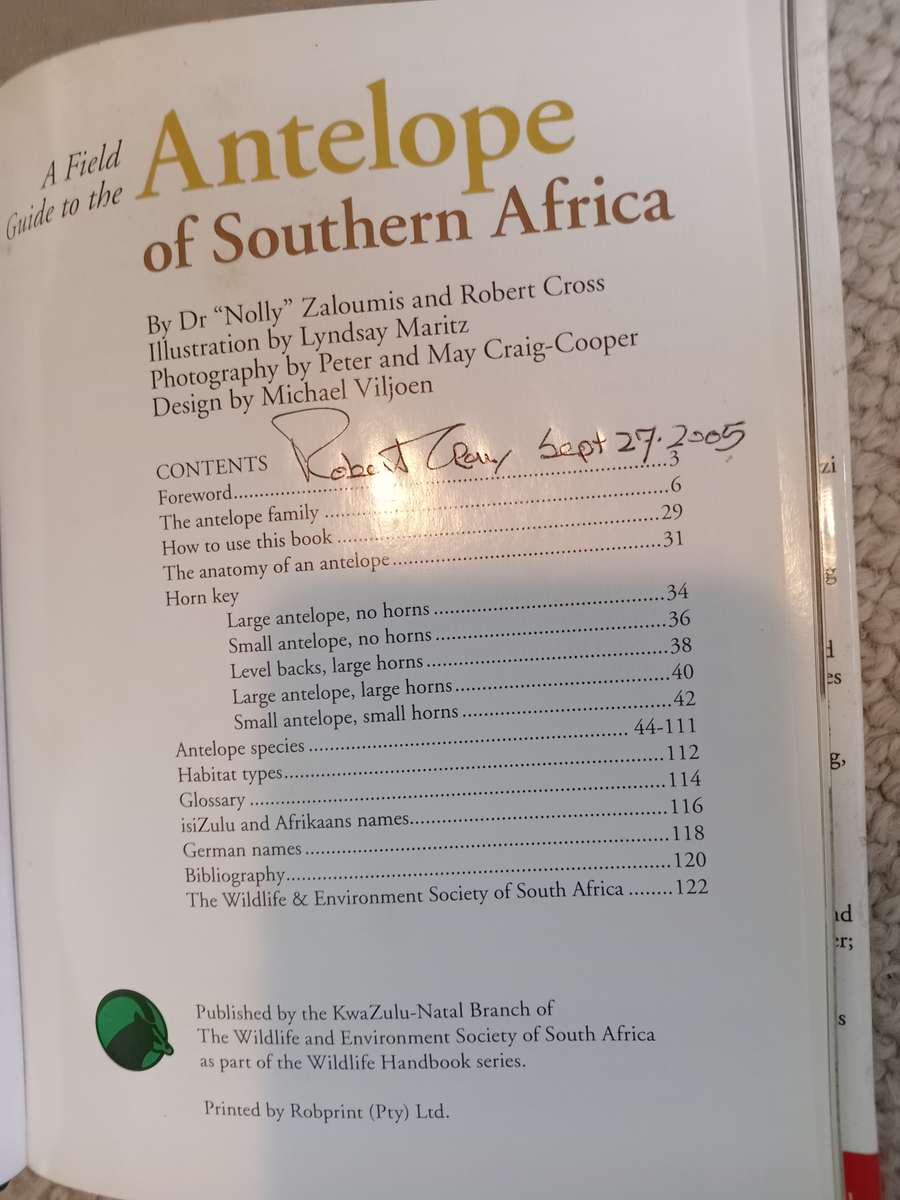 A Field
Guide to the
Antelope
of Southern Africa
By Dr “Nolly” Zaloumis and Robert Cross
Illustration by Lyndsay Maritz
Photography by Peter and May Craig-Cooper
Design by Michael Viljoen
Robert Cross Sept 27·2005
CONTENTS
Foreword..........3
The antelope family..........6
How to use this book..........29
The anatomy of an antelope..........31
Horn key
Large antelope, no horns..........34
Small antelope, no horns..........36
Level backs, large horns..........38
Large antelope, large horns..........40
Small antelope, small horns..........42
Antelope species..........44-111
Habitat types..........112
Glossary..........114
isiZulu and Afrikaans names..........116
German names..........118
Bibliography..........120
The Wildlife & Environment Society of South Africa ........122
Published by the KwaZulu-Natal Branch of
The Wildlife and Environment Society of South Africa
as part of the Wildlife Handbook series.
Printed by Robprint (Pty) Ltd.